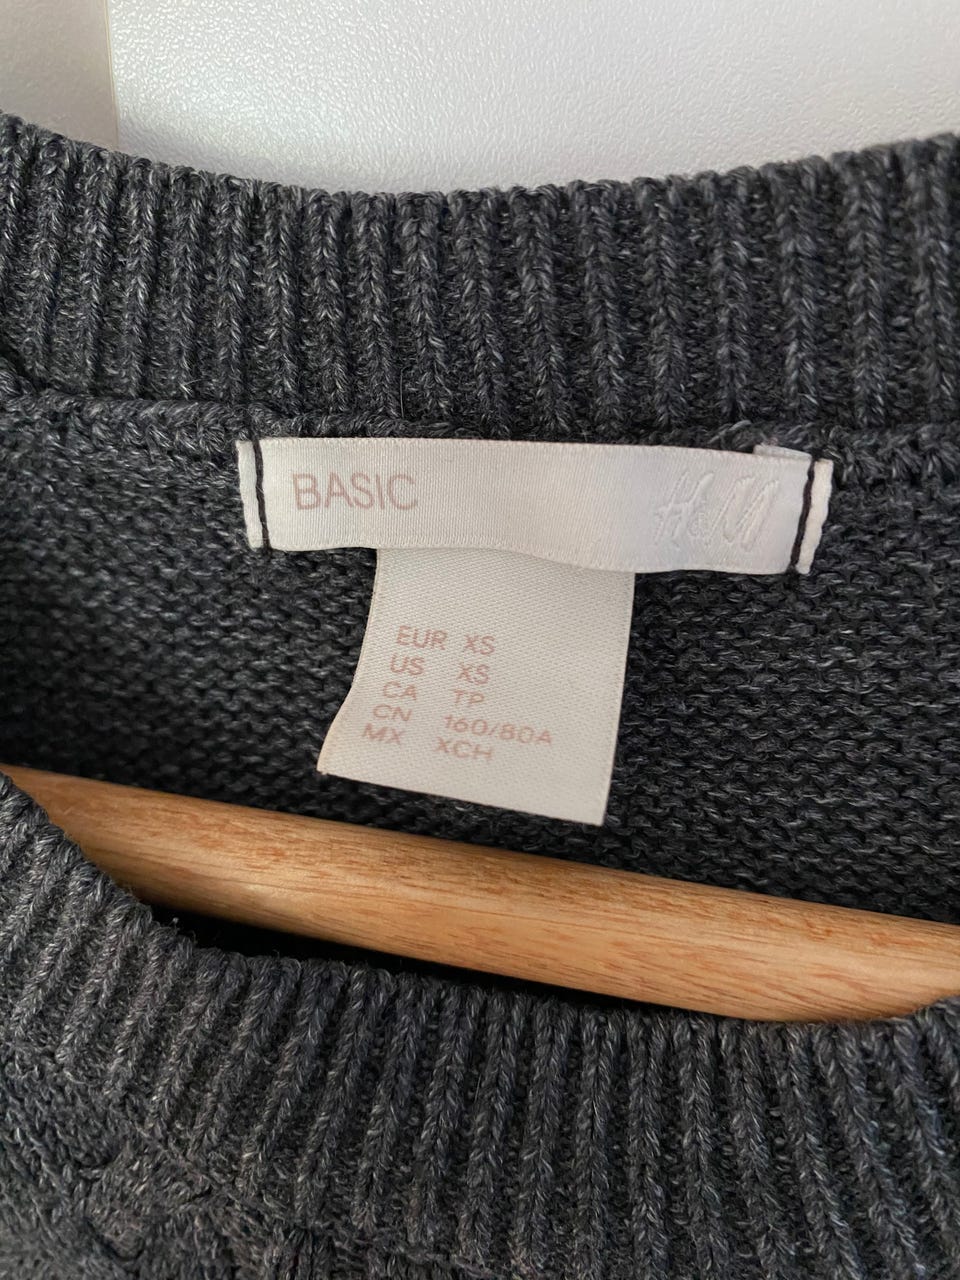 BASIC H&M
EUR XS
US XS
CA TP
CN 160/80A
MX XCH